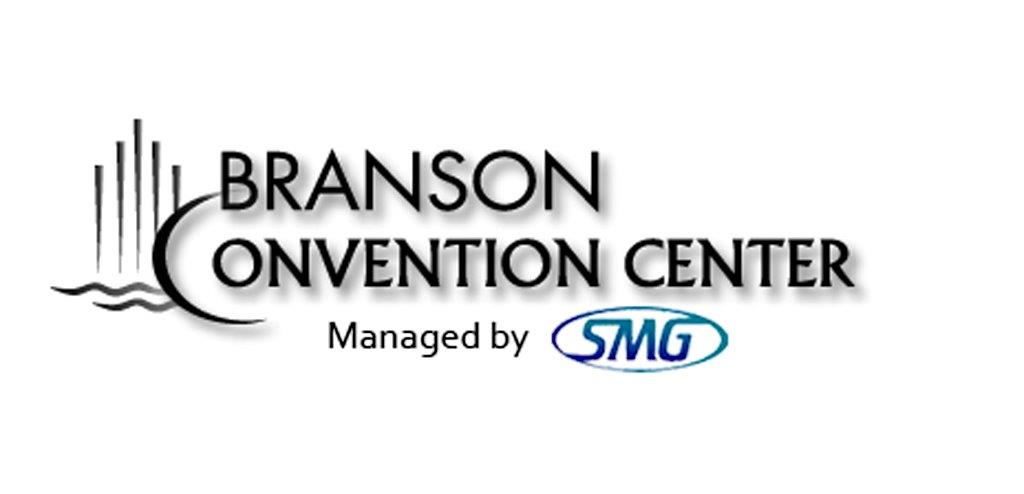 BRANSON
CONVENTION CENTER
Managed by SMG